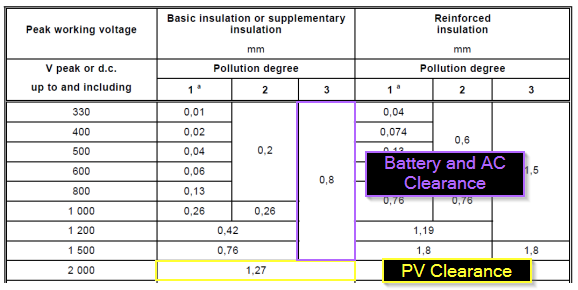 Peak working voltage
Basic insulation or supplementary
insulation
mm
Reinforced
insulation
mm
V peak or d.c.
up to and including
Pollution degree
Pollution degree
1 a 2 3 1 a 2 3
330 0,01 0,04
400 0,02 0,074
0,6
500 0,04 0,2 0,13
600 0,06
Battery and AC
Clearance
1,5
0,8
800 0,13
1 000 0,26 0,26 0,76 0,76
1 200 0,42 1,19
1 500 0,76 1,8 1,8
2 000 1,27
PV Clearance